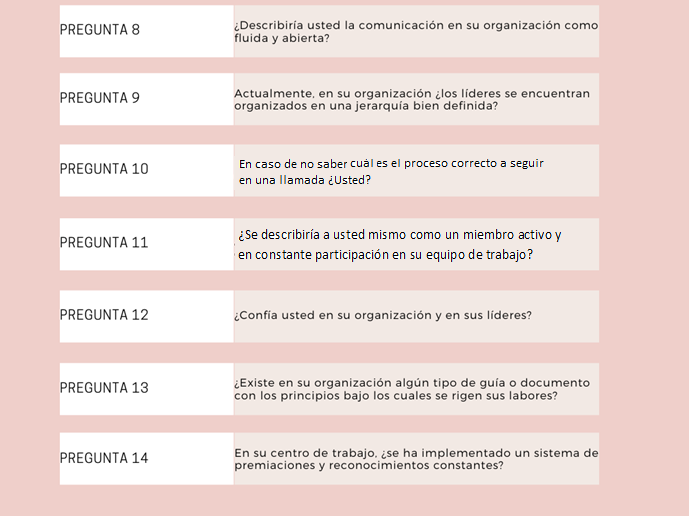 PREGUNTA 8
¿Describiría usted la comunicación en su organización como
fluida y abierta?
PREGUNTA 9
Actualmente, en su organización ¿los líderes se encuentran
organizados en una jerarquía bien definida?
PREGUNTA 10
En caso de no saber cuál es el proceso correcto a seguir
en una llamada ¿Usted?
PREGUNTA 11
¿Se describiría a usted mismo como un miembro activo y
en constante participación en su equipo de trabajo?
PREGUNTA 12
¿Confía usted en su organización y en sus líderes?
PREGUNTA 13
¿Existe en su organización algún tipo de guía o documento
con los principios bajo los cuales se rigen sus labores?
PREGUNTA 14
En su centro de trabajo, ¿se ha implementado un sistema de
premiaciones y reconocimientos constantes?